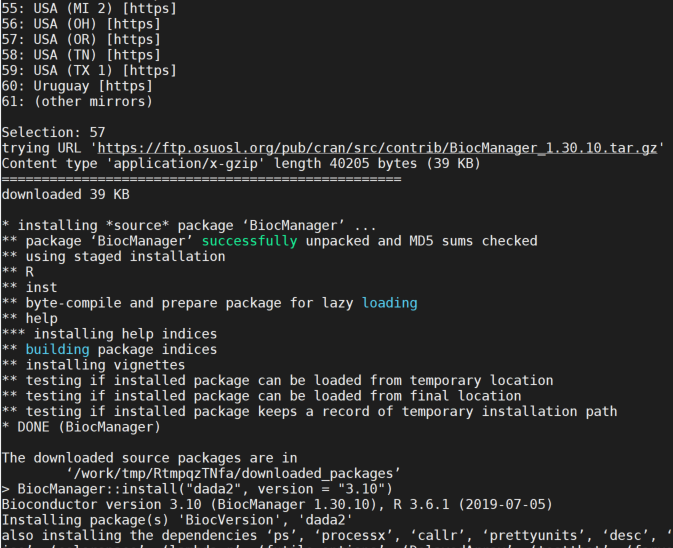 55: USA (MI 2) [https]
56: USA (OH) [https]
57: USA (OR) [https]
58: USA (TN) [https]
59: USA (TX 1) [https]
60: Uruguay [https]
61: (other mirrors)
Selection: 57
trying URL 'https://ftp.osuosl.org/pub/cran/src/contrib/BiocManager_1.30.10.tar.gz'
Content type 'application/x-gzip' length 40205 bytes (39 KB)
==================================================
downloaded 39 KB
* installing *source* package ‘BiocManager’ ...
** package ‘BiocManager’ successfully unpacked and MD5 sums checked
** using staged installation
** R
** inst
** byte-compile and prepare package for lazy loading
** help
*** installing help indices
** building package indices
** installing vignettes
** testing if installed package can be loaded from temporary location
** testing if installed package can be loaded from final location
** testing if installed package keeps a record of temporary installation path
* DONE (BiocManager)
The downloaded source packages are in
‘/work/tmp/RtmpqzTNfa/downloaded_packages’
> BiocManager::install("dada2", version = "3.10")
Bioconductor version 3.10 (BiocManager 1.30.10), R 3.6.1 (2019-07-05)
Installing package(s) 'BiocVersion', 'dada2'
also installing the dependencies ‘ps’, ‘processx’, ‘callr’, ‘prettyunits’, ‘desc’, ‘